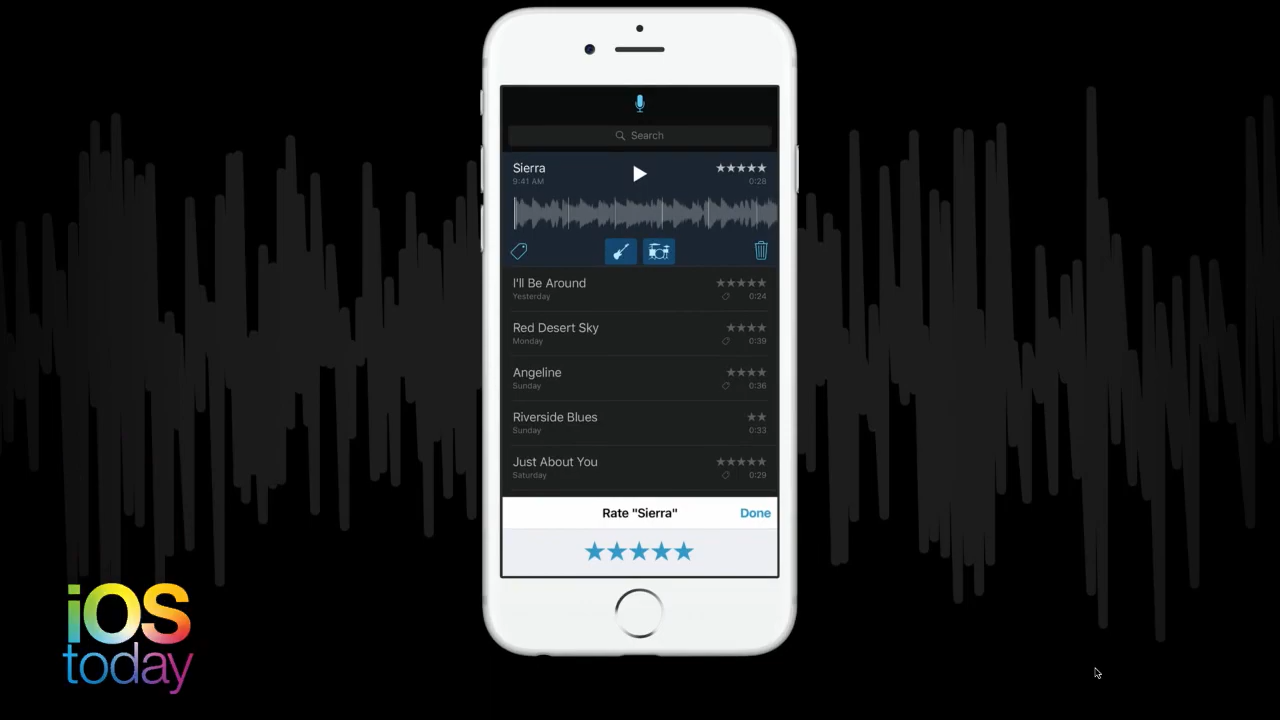 Search
Sierra
9:41 AM
0:28
I'll Be Around
Yesterday
0:24
Red Desert Sky
Monday
0:39
Angeline
Sunday
0:36
Riverside Blues
Sunday
0:33
Just About You
Saturday
0:29
Rate "Sierra"
Done
iOS
today